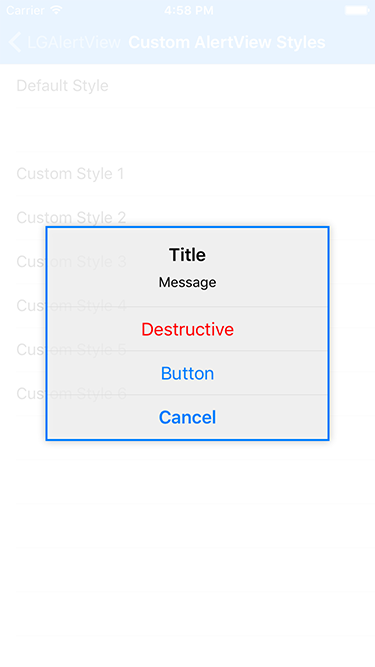 Carrier 4:58 PM
LGAlertView Custom AlertView Styles
Default Style
Custom Style 1
Custom Style 2
Custom Style 3
Title
Message
Custom Style 4
Destructive
Custom Style 5
Button
Custom Style 6
Cancel